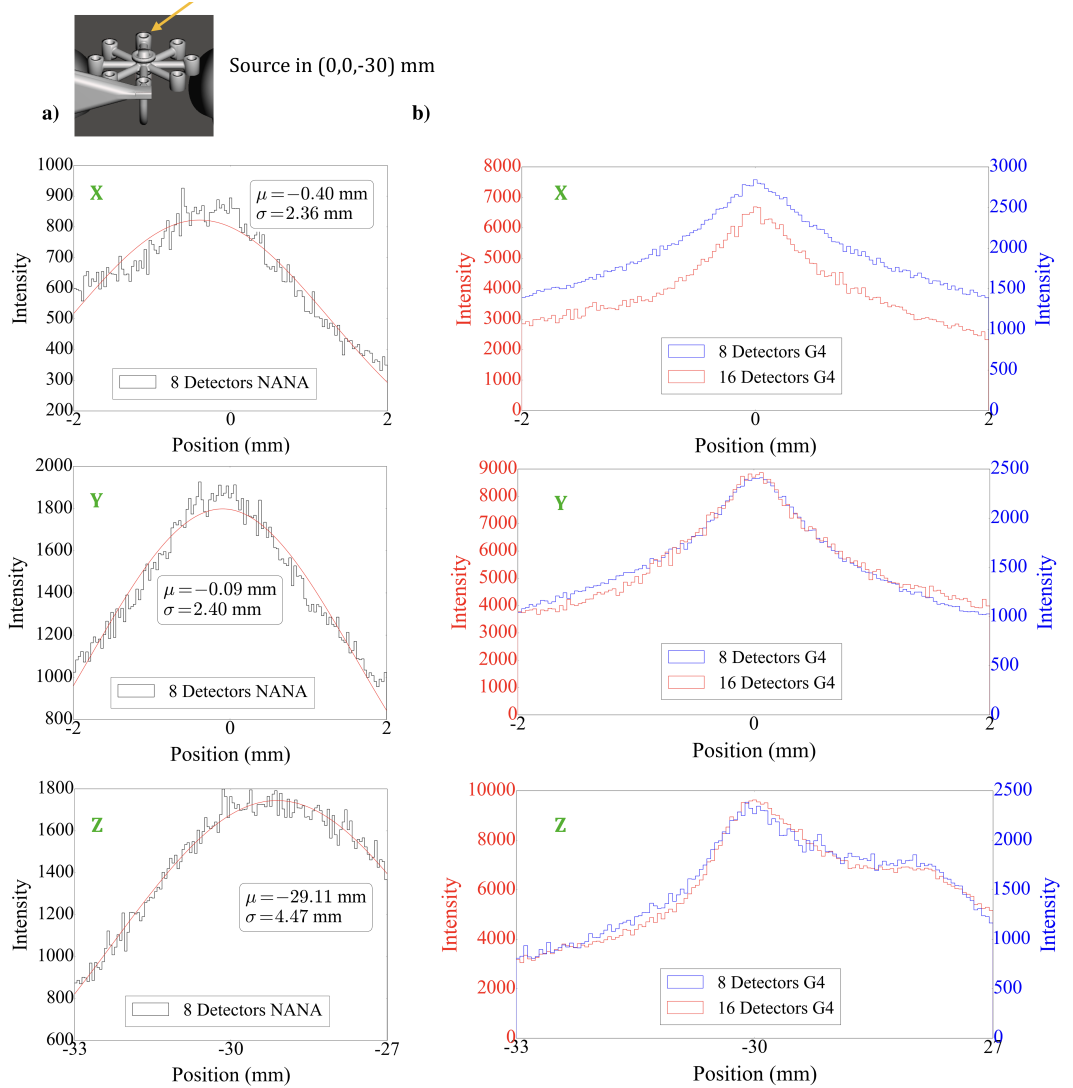 Source in (0,0,-30) mm
a)
b)
1000
900
800
700
600
500
400
300
200
Intensity
X
μ = −0.40 mm
σ = 2.36 mm
8 Detectors NANA
-2
0
2
Position (mm)
8000
7000
6000
5000
4000
3000
2000
1000
0
Intensity
X
8 Detectors G4
16 Detectors G4
3000
2500
2000
1500
1000
500
0
Intensity
-2
0
2
Position (mm)
2000
1800
1600
1400
1200
1000
800
Intensity
Y
μ = −0.09 mm
σ = 2.40 mm
8 Detectors NANA
-2
0
2
Position (mm)
9000
8000
7000
6000
5000
4000
3000
2000
1000
0
Intensity
Y
8 Detectors G4
16 Detectors G4
2500
2000
1500
1000
500
0
Intensity
-2
0
2
Position (mm)
1800
1600
1400
1200
1000
800
600
Intensity
Z
μ = −29.11 mm
σ = 4.47 mm
8 Detectors NANA
-33
-30
-27
Position (mm)
10000
8000
6000
4000
2000
0
Intensity
Z
8 Detectors G4
16 Detectors G4
2500
2000
1500
1000
500
0
Intensity
-33
-30
27
Position (mm)